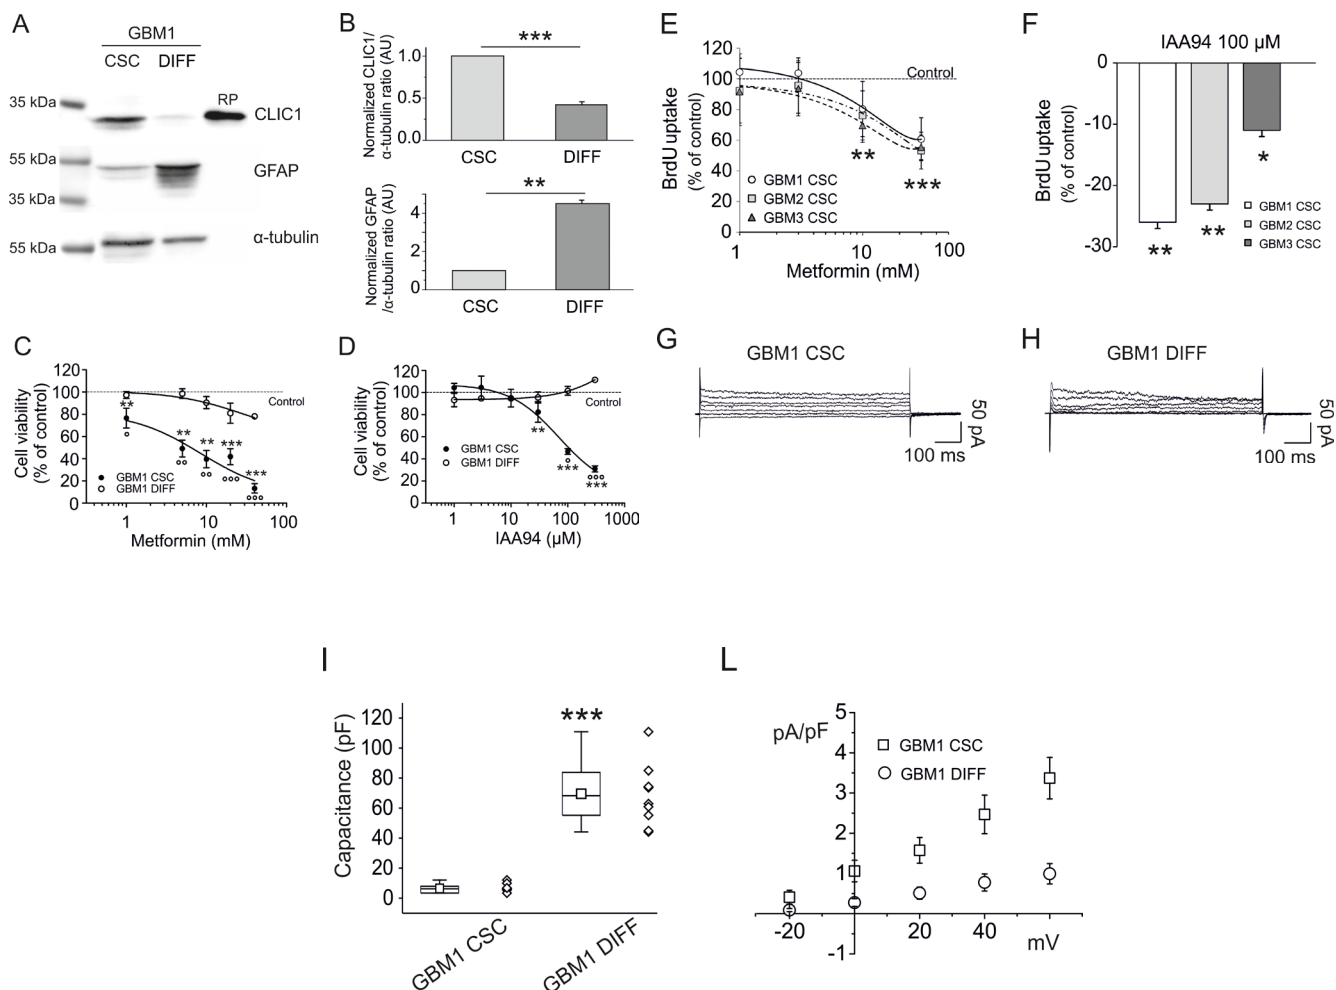 A
GBM1
CSC DIFF
35 kDa
RP
CLIC1
55 kDa
GFAP
35 kDa
55 kDa
α-tubulin
B
***
Normalized CLIC1/
α-tubulin ratio (AU)
1.0
0.5
0.0
CSC DIFF
**
Normalized GFAP
/α-tubulin ratio (AU)
4
2
0
CSC DIFF
E
120
100
80
60
40
20
0
Control
BrdU uptake
(% of control)
**
***
GBM1 CSC
GBM2 CSC
GBM3 CSC
1 10 100
Metformin (mM)
F
IAA94 100 µM
0
-10
-20
-30
BrdU uptake
(% of control)
** ** *
GBM1 CSC
GBM2 CSC
GBM3 CSC
C
120
100
80
60
40
20
0
Cell viability
(% of control)
Control
** ** ** *** ***
GBM1 CSC
GBM1 DIFF
1 10 100
Metformin (mM)
D
120
100
80
60
40
20
0
Cell viability
(% of control)
Control
** *** ***
GBM1 CSC
GBM1 DIFF
1 10 100 1000
IAA94 (µM)
G
GBM1 CSC
50 pA
100 ms
H
GBM1 DIFF
50 pA
100 ms
I
Capacitance (pF)
120
100
80
60
40
20
0
***
GBM1 CSC
GBM1 DIFF
L
pA/pF
5
4
3
2
1
-1
GBM1 CSC
GBM1 DIFF
-20 20 40 mV